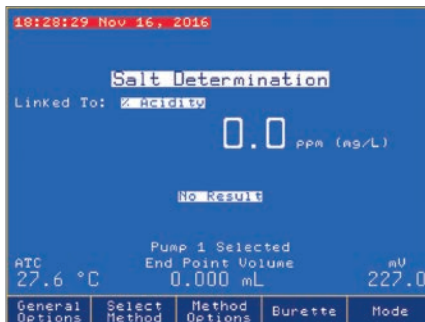 18:28:29 Nov 16, 2016
Salt Determination
Linked To: % Acidity
0.0 ppm (mg/L)
No Result
Pump 1 Selected
ATC End Point Volume mV
27.6 °C 0.000 mL 227.0
General Options Select Method Method Options Burette Mode